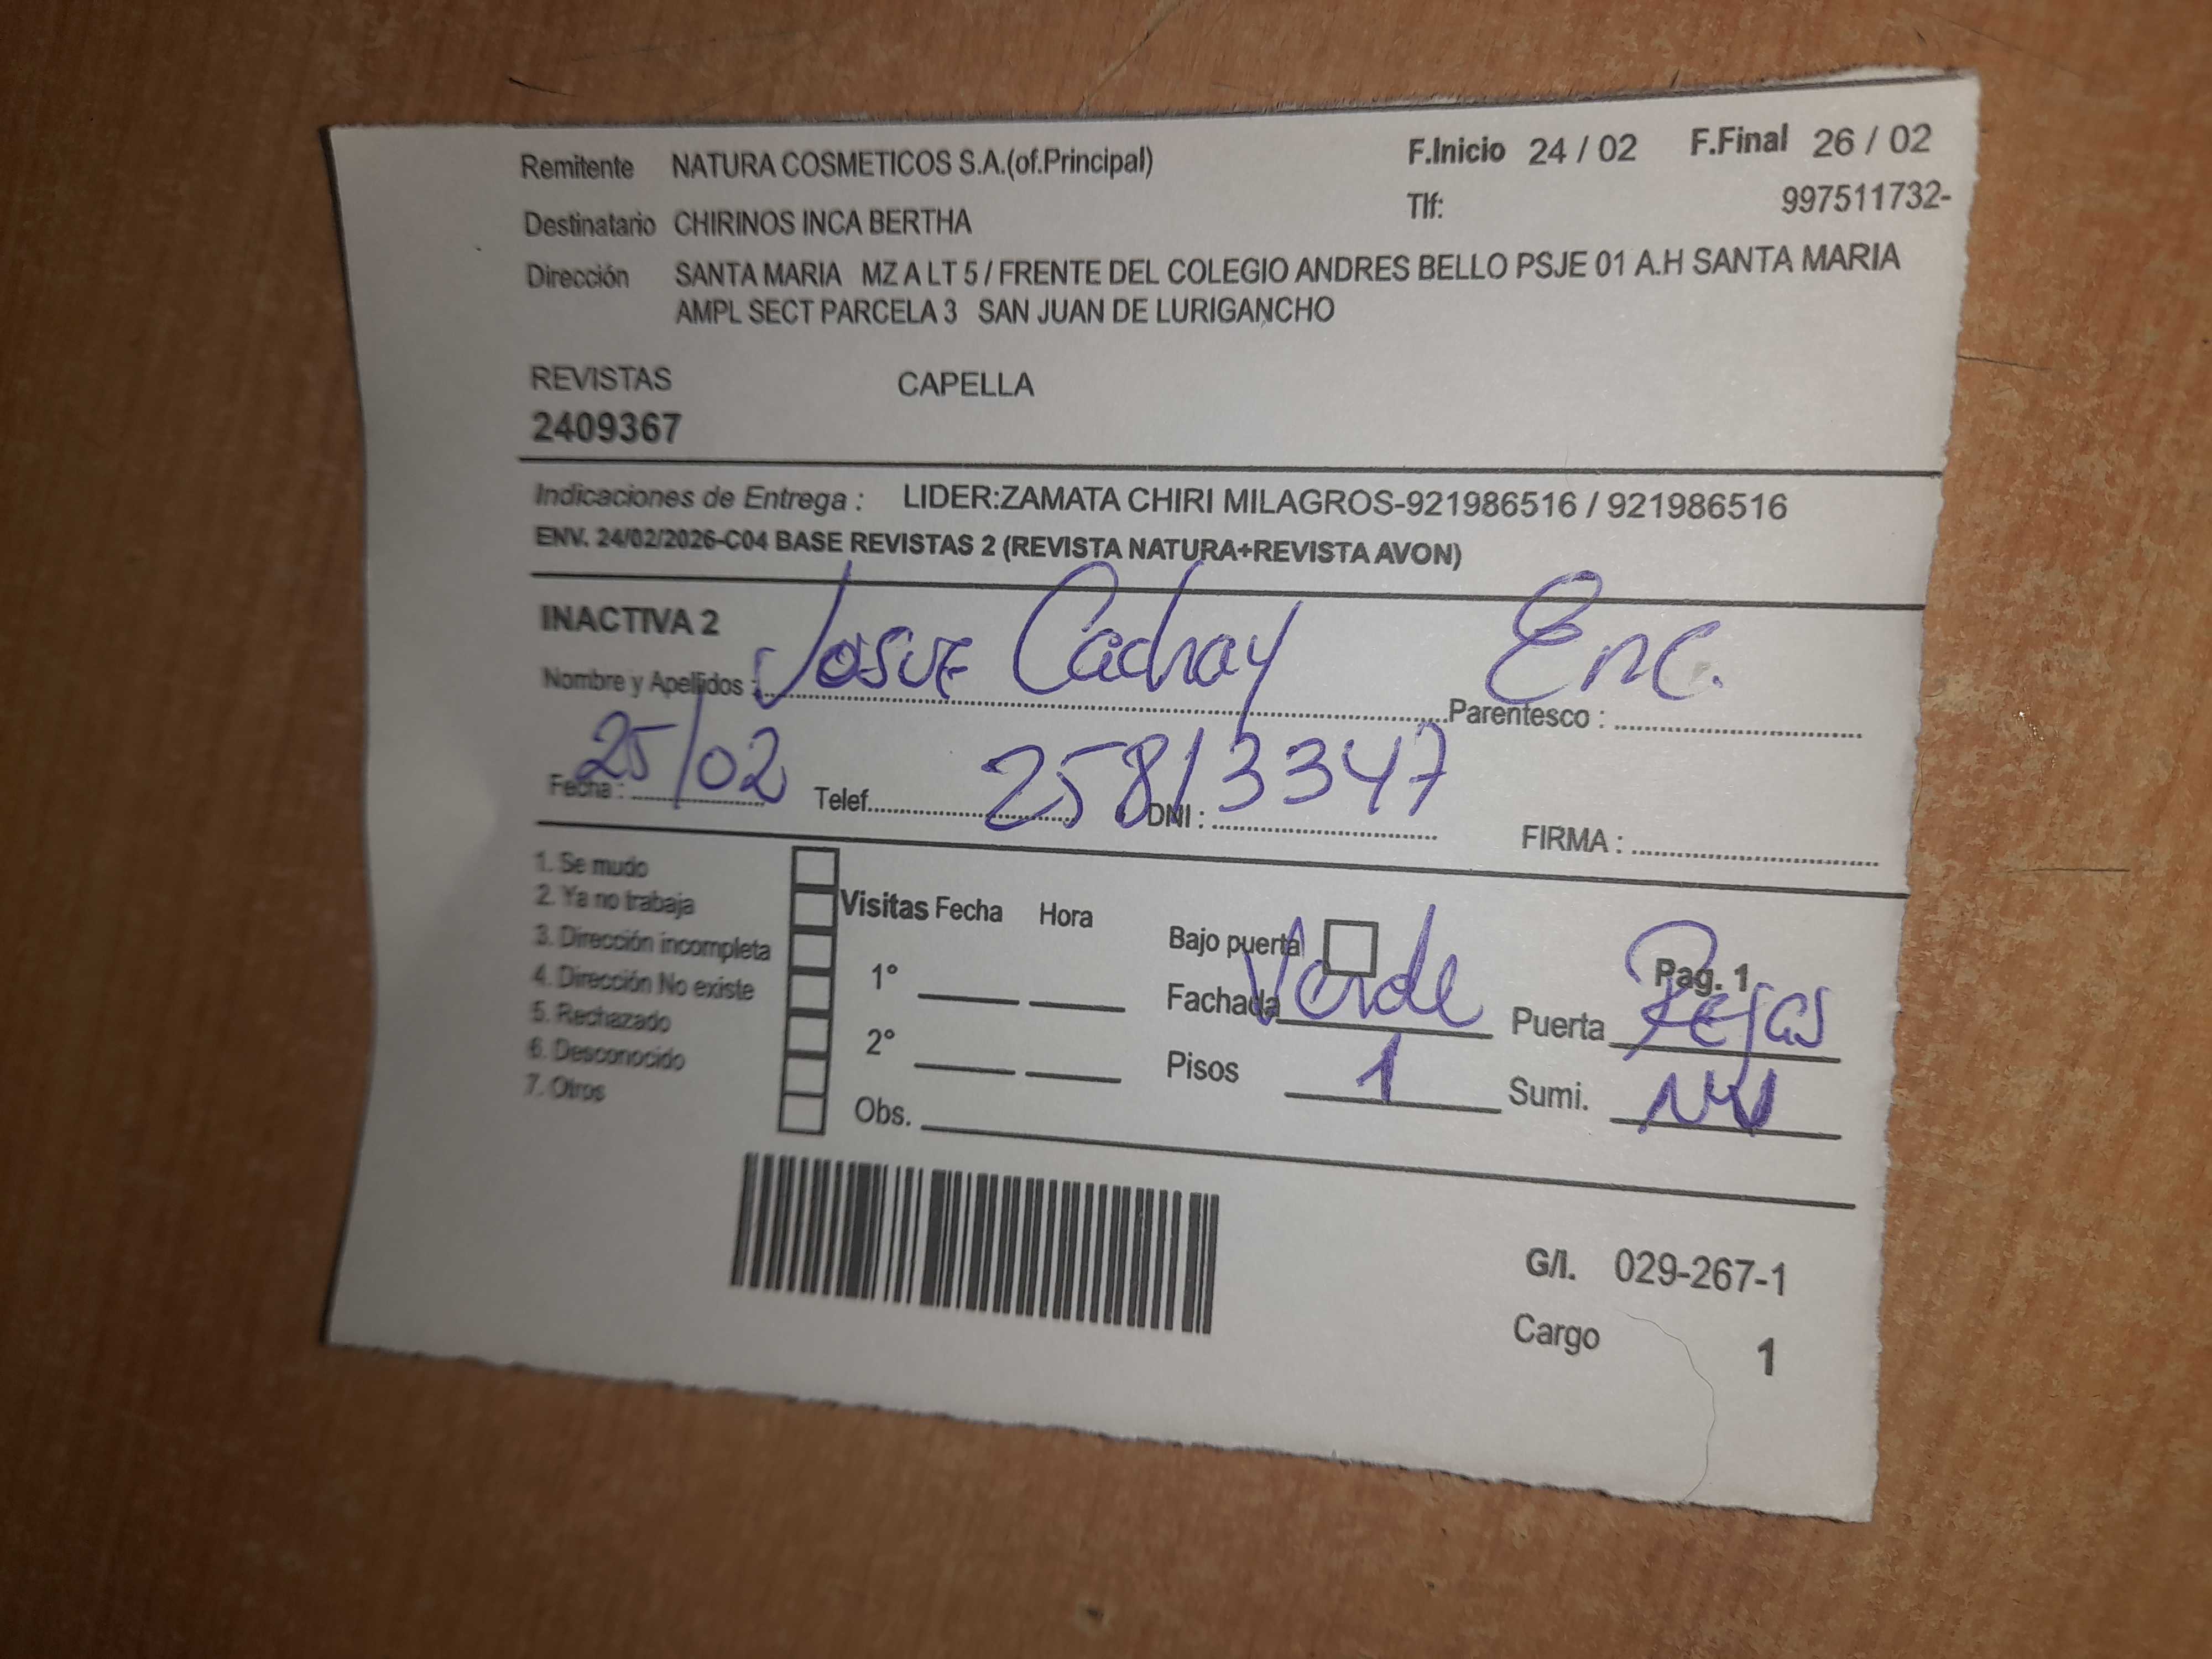 Remitente NATURA COSMETICOS S.A.(of.Principal) F.Inicio 24 / 02 F.Final 26 / 02
Destinatario CHIRINOS INCA BERTHA Tlf: 997511732-
Dirección SANTA MARIA MZ A LT 5 / FRENTE DEL COLEGIO ANDRES BELLO PSJE 01 A.H SANTA MARIA
AMPL SECT PARCELA 3 SAN JUAN DE LURIGANCHO
REVISTAS CAPELLA
2409367
Indicaciones de Entrega : LIDER:ZAMATA CHIRI MILAGROS-921986516 / 921986516
ENV. 24/02/2026-C04 BASE REVISTAS 2 (REVISTA NATURA+REVISTA AVON)
INACTIVA 2
Nombre y Apellidos : Josue Cachay Parentesco : Enc.
Fecha : 25/02 Telef. DNI : 25813347 FIRMA :
1. Se mudo
2. Ya no trabaja
3. Dirección incompleta
4. Dirección No existe
5. Rechazado
6. Desconocido
7. Otros
Visitas Fecha Hora
1°
2°
Obs.
Bajo puerta Pag. 1
Fachada Verde Puerta Rejas
Pisos 1 Sumi.
G/I. 029-267-1
Cargo 1